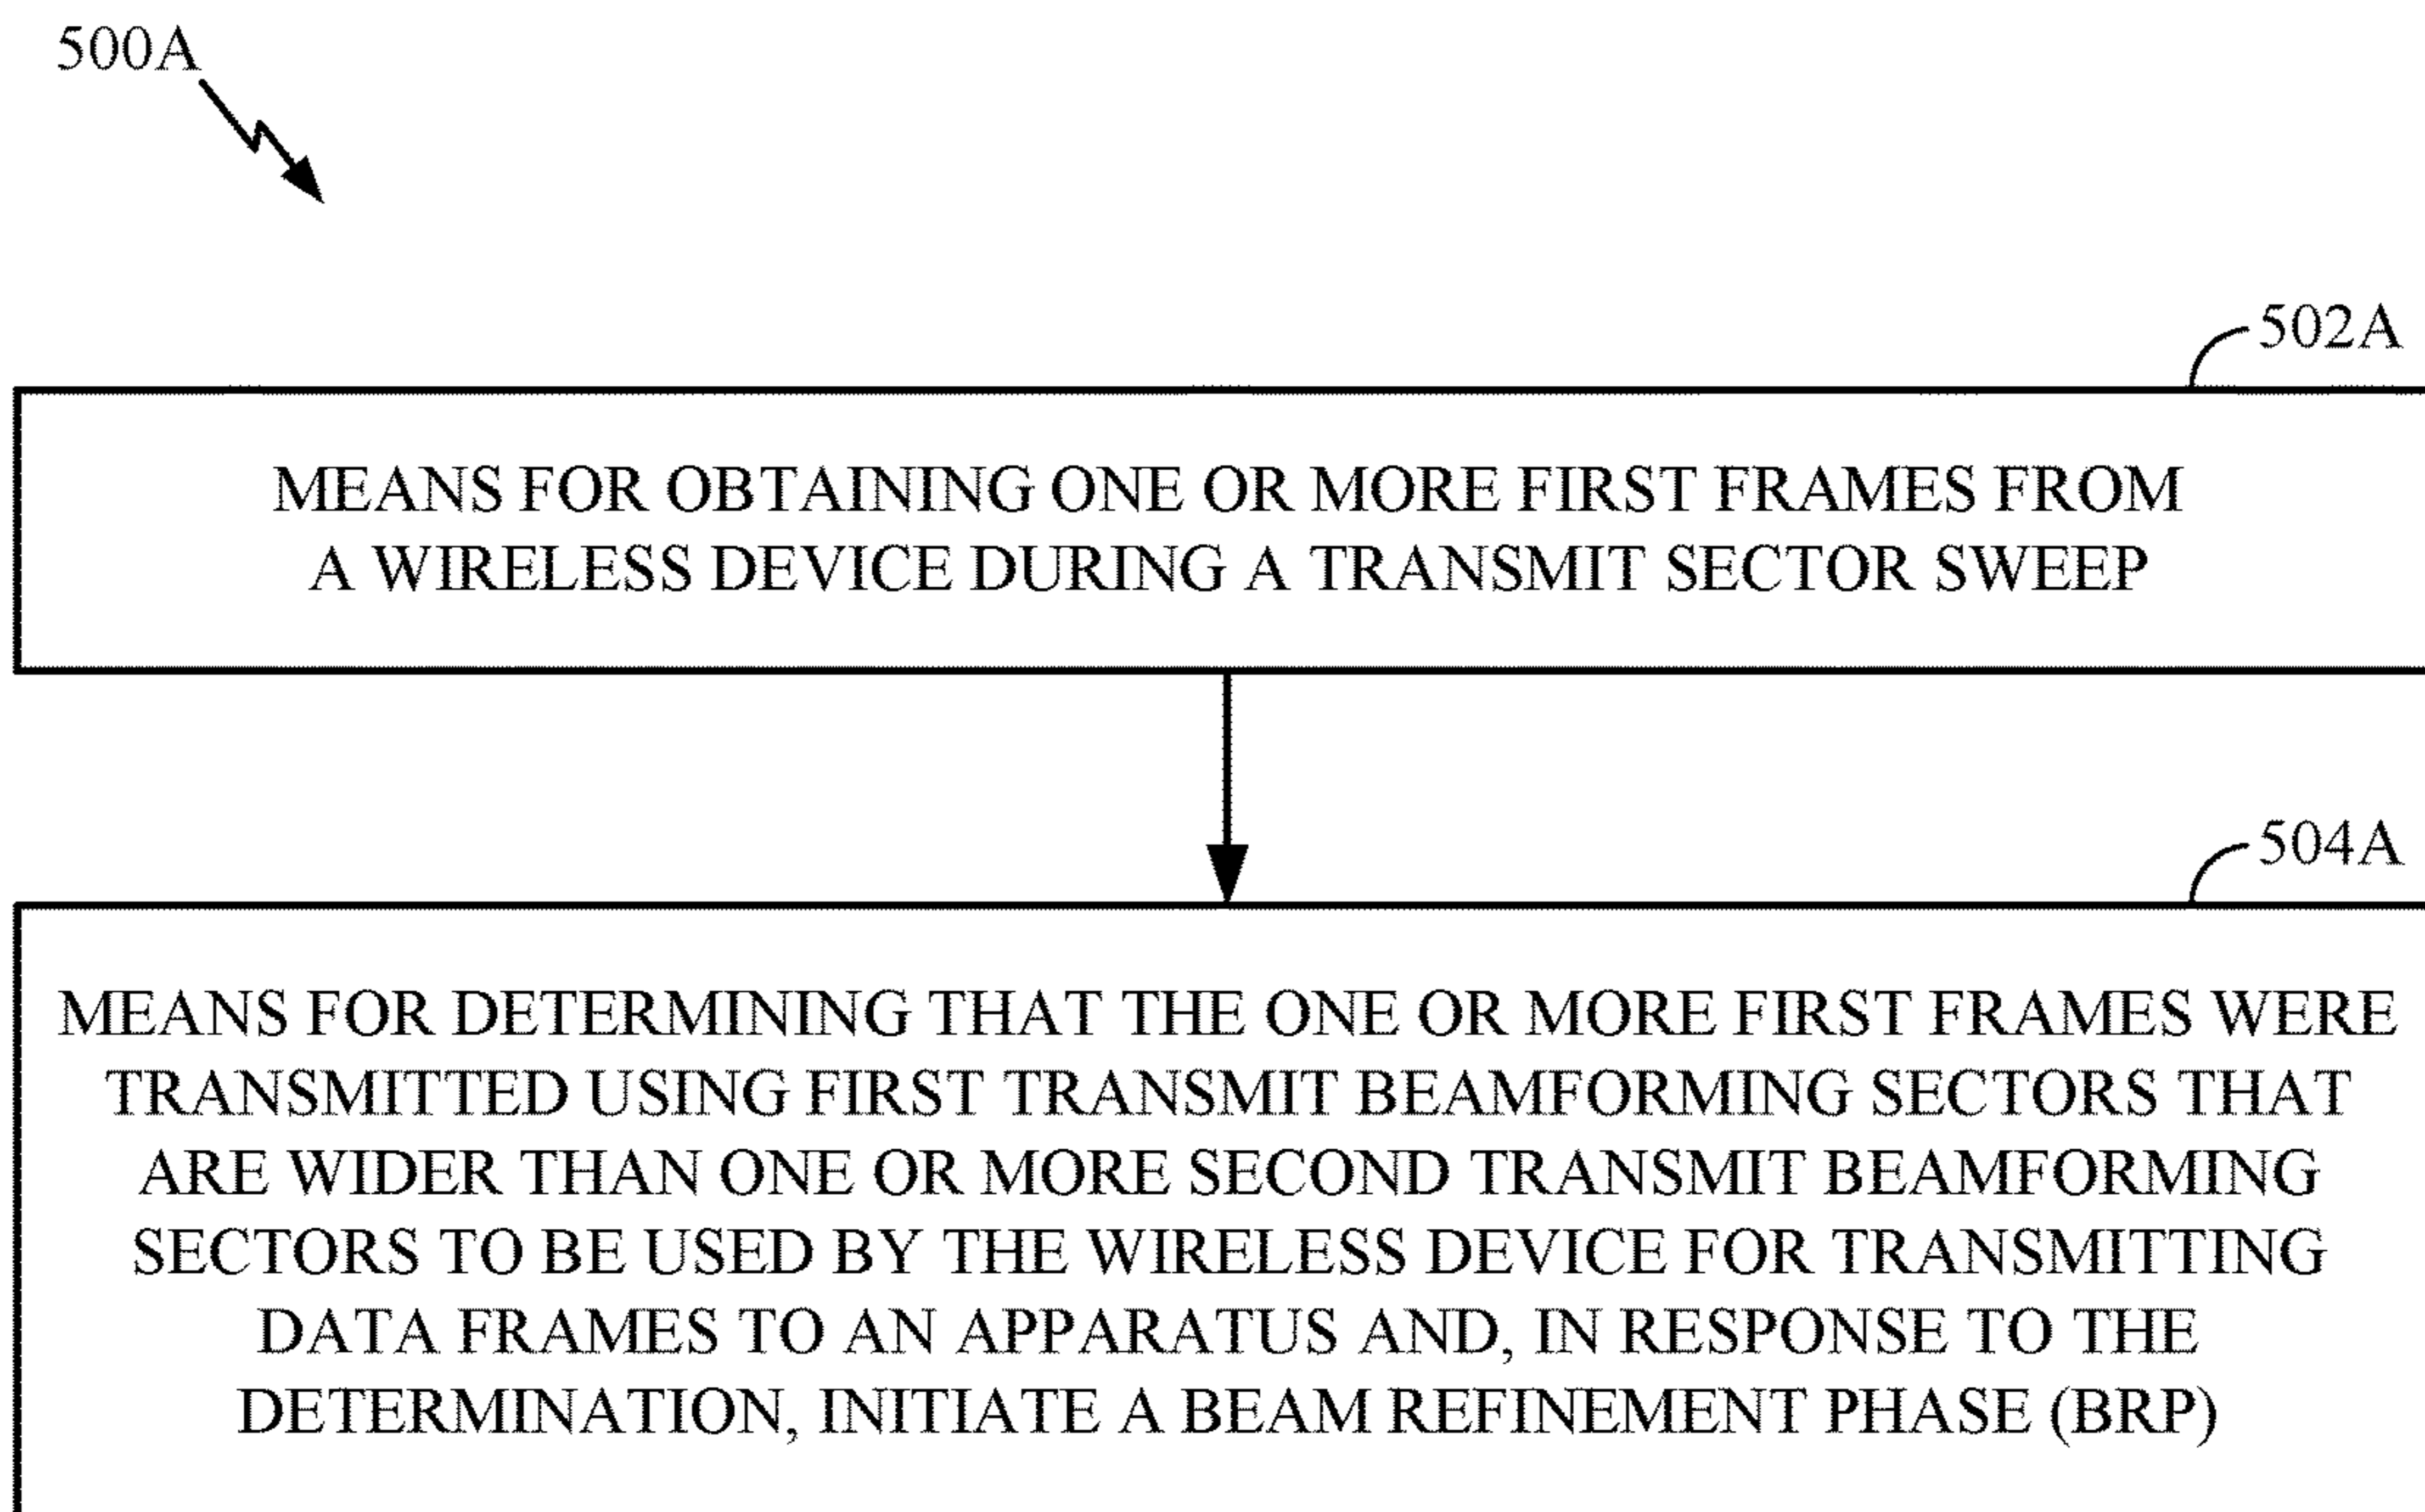 500A
502A
MEANS FOR OBTAINING ONE OR MORE FIRST FRAMES FROM
A WIRELESS DEVICE DURING A TRANSMIT SECTOR SWEEP
504A
MEANS FOR DETERMINING THAT THE ONE OR MORE FIRST FRAMES WERE
TRANSMITTED USING FIRST TRANSMIT BEAMFORMING SECTORS THAT
ARE WIDER THAN ONE OR MORE SECOND TRANSMIT BEAMFORMING
SECTORS TO BE USED BY THE WIRELESS DEVICE FOR TRANSMITTING
DATA FRAMES TO AN APPARATUS AND, IN RESPONSE TO THE
DETERMINATION, INITIATE A BEAM REFINEMENT PHASE (BRP)